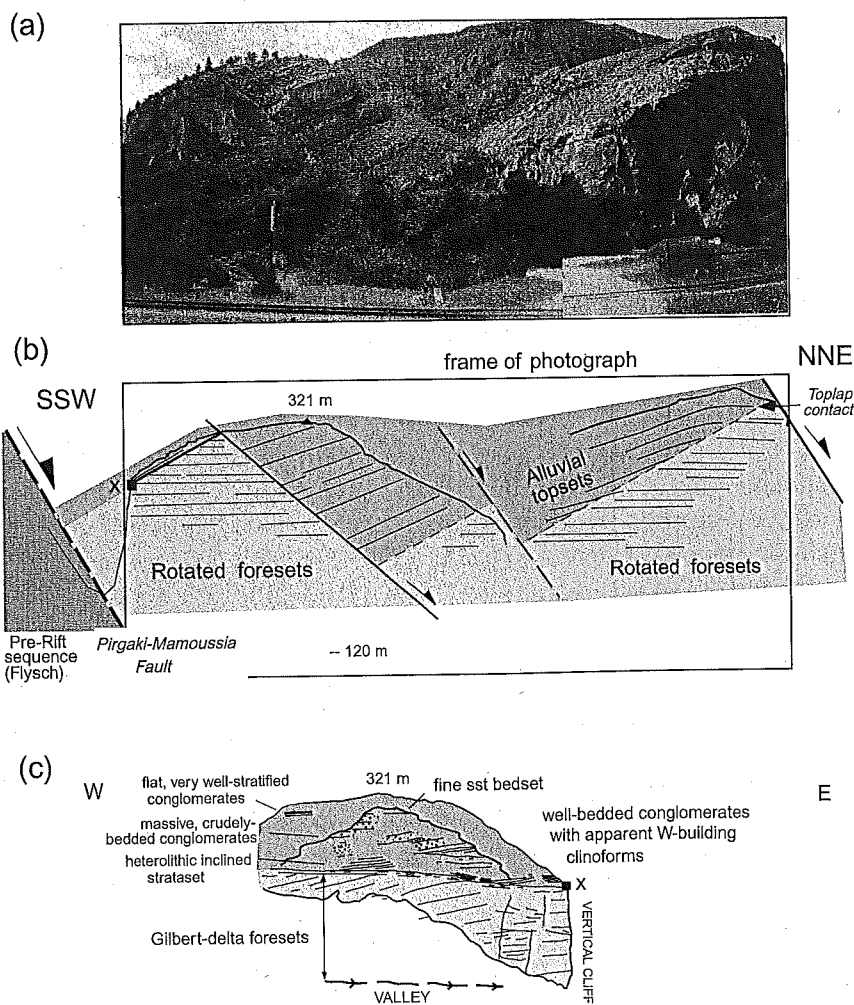 (a)
(b)
frame of photograph
NNE
SSW
321 m
Toplap
contact
X
Alluvial
topsets
Rotated foresets
Rotated foresets
Pre-Rift
sequence
(Flysch)
Pirgaki-Mamoussia
Fault
-- 120 m
(c)
W
321 m
E
flat, very well-stratified
conglomerates
fine sst bedset
massive, crudely-
bedded conglomerates
well-bedded conglomerates
with apparent W-building
clinoforms
heterolithic inclined
strataset
X
Gilbert-delta foresets
VERTICAL CLIFF
VALLEY